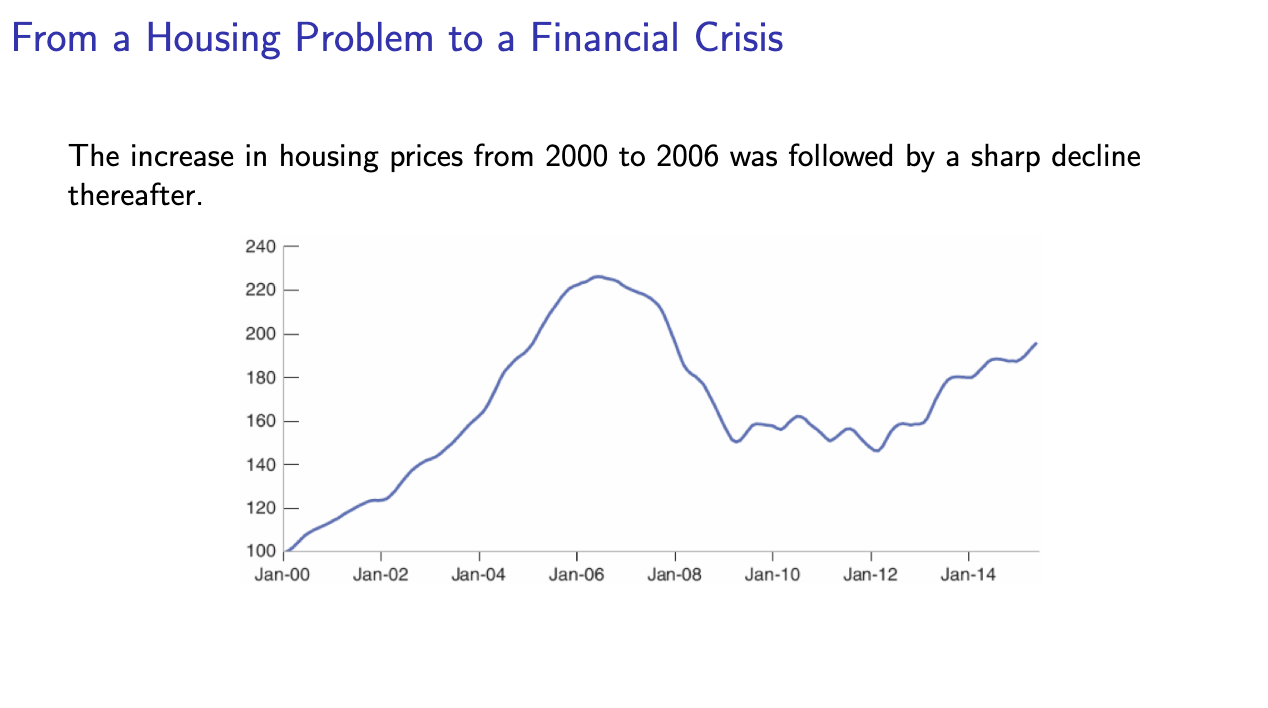 From a Housing Problem to a Financial Crisis
The increase in housing prices from 2000 to 2006 was followed by a sharp decline
thereafter.
240
220
200
180
160
140
120
100
Jan-00 Jan-02 Jan-04 Jan-06 Jan-08 Jan-10 Jan-12 Jan-14